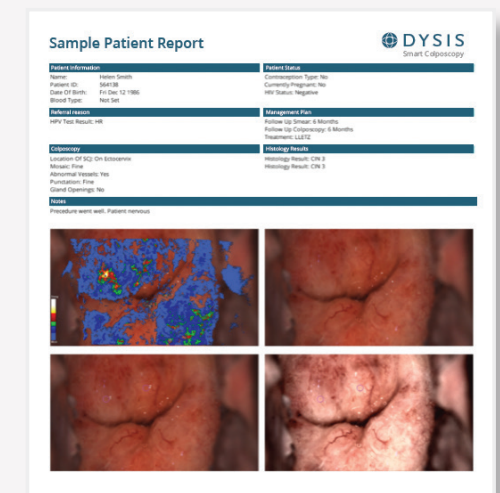 Sample Patient Report
DYSIS
Smart Colposcopy
Patient Information
Name: Helen Smith
Patient ID: 564138
Date Of Birth: Fri Dec 12 1986
Blood Type: Not Set
Patient Status
Contraception Type: No
Currently Pregnant: No
HIV Status: Negative
Referral reason
HPV Test Result: HR
Management Plan
Follow Up Smear: 6 Months
Follow Up Colposcopy: 6 Months
Treatment: LLETZ
Colposcopy
Location Of SCJ: On Ectocervix
Mosaic: Fine
Abnormal Vessels: Yes
Punctation: Fine
Gland Openings: No
Histology Results
Histology Result: CIN 3
Histology Result: CIN 3
Notes
Procedure went well. Patient nervous